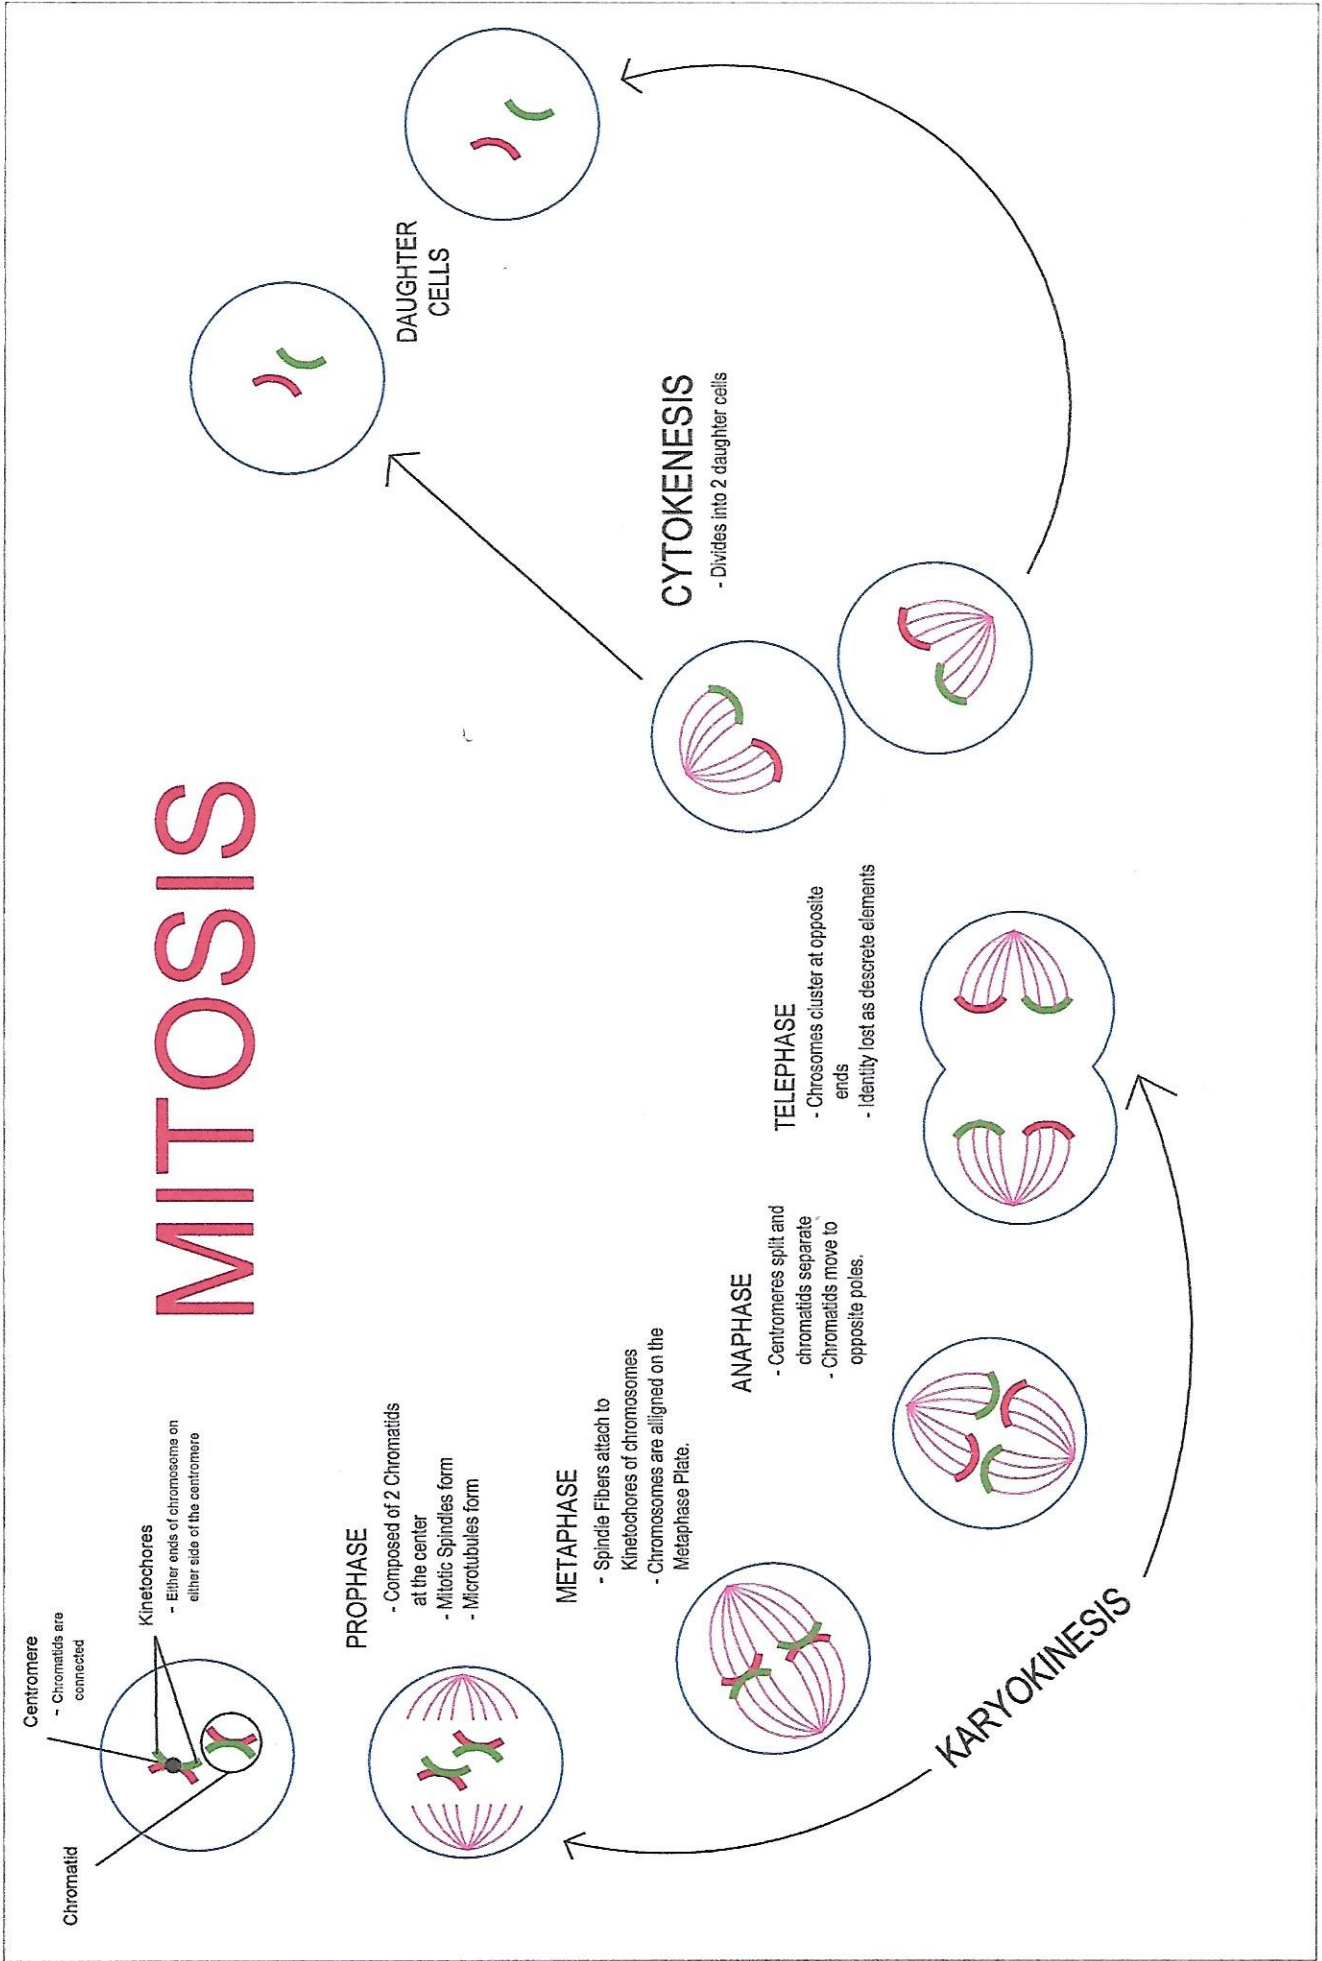 MITOSIS
Centromere
- Chromatids are
connected
Kinetochores
- Either ends of chromosome on
either side of the centromere
Chromatid
PROPHASE
- Composed of 2 Chromatids
at the center
- Mitotic Spindles form
- Microtubules form
METAPHASE
- Spindle Fibers attach to
Kinetochores of chromosomes
- Chromosomes are alligned on the
Metaphase Plate.
ANAPHASE
- Centromeres split and
chromatids separate
- Chromatids move to
opposite poles.
TELEPHASE
- Chrosomes cluster at opposite
ends
- Identity lost as descrete elements
KARYOKINESIS
CYTOKENESIS
- Divides into 2 daughter cells
DAUGHTER
CELLS